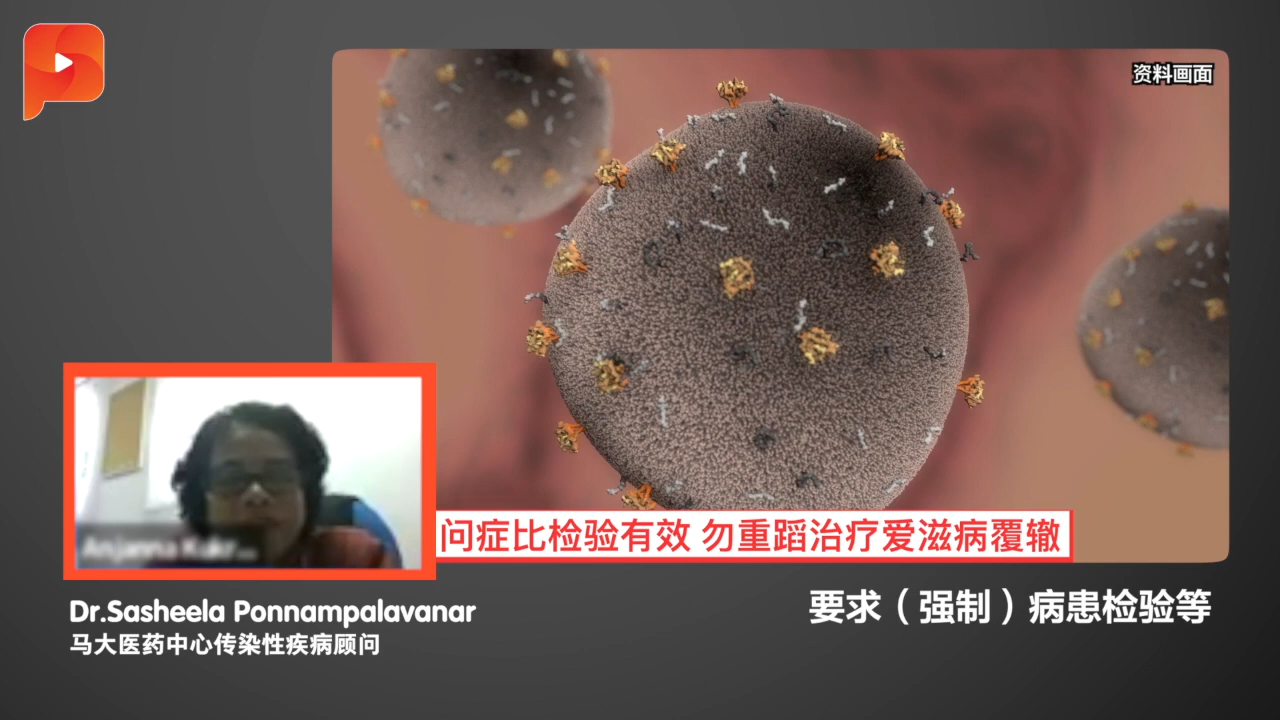 资料画面
问症比检验有效 勿重蹈治疗爱滋病覆辙
要求（强制）病患检验等
Dr.Sasheela Ponnampalavanar
马大医药中心传染性疾病顾问